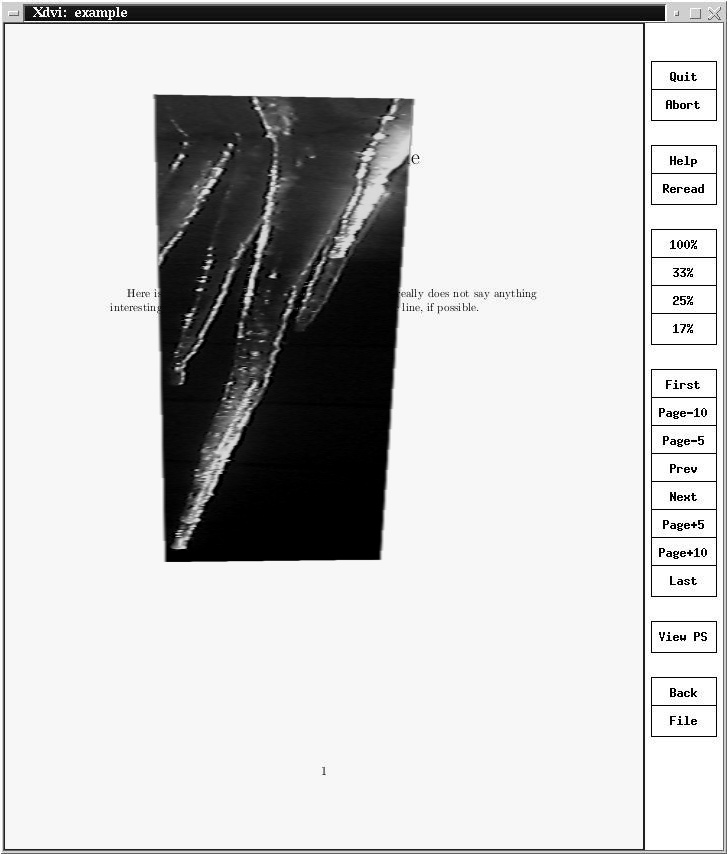 Xdvi: example
e
Here is really does not say anything
interesting line, if possible.
1
Quit
Abort
Help
Reread
100%
33%
25%
17%
First
Page-10
Page-5
Prev
Next
Page+5
Page+10
Last
View PS
Back
File